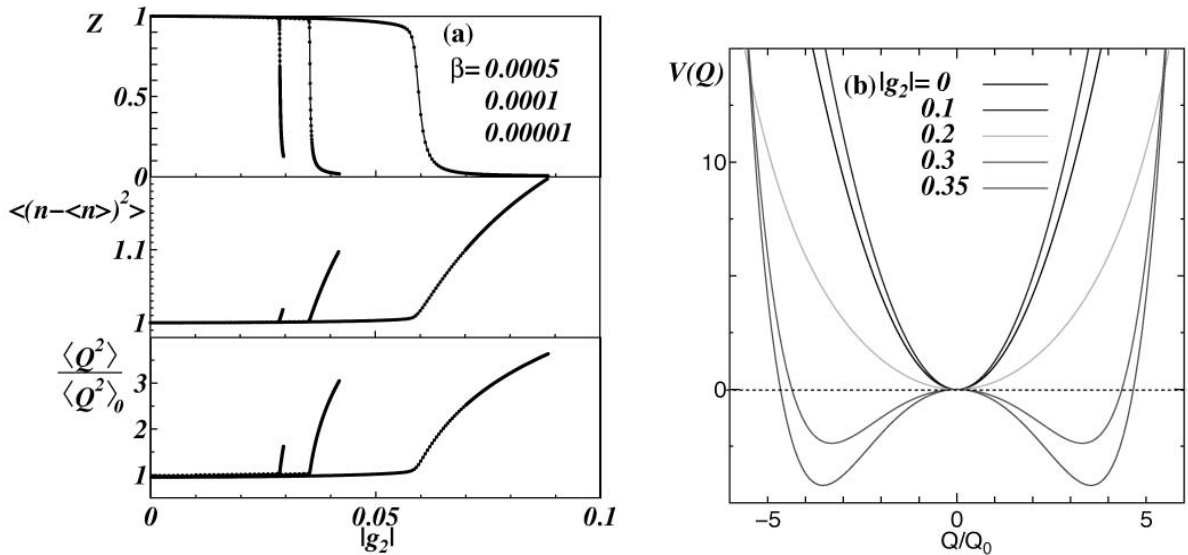 Z
1
0.5
0
(a)
β= 0.0005
0.0001
0.00001
<(n−<n>)²>
1.1
1
⟨Q²⟩
⟨Q²⟩₀
3
2
1
0
0.05
0.1
|g₂|
V(Q)
(b) |g₂|= 0
0.1
0.2
0.3
0.35
10
0
−5
0
5
Q/Q₀